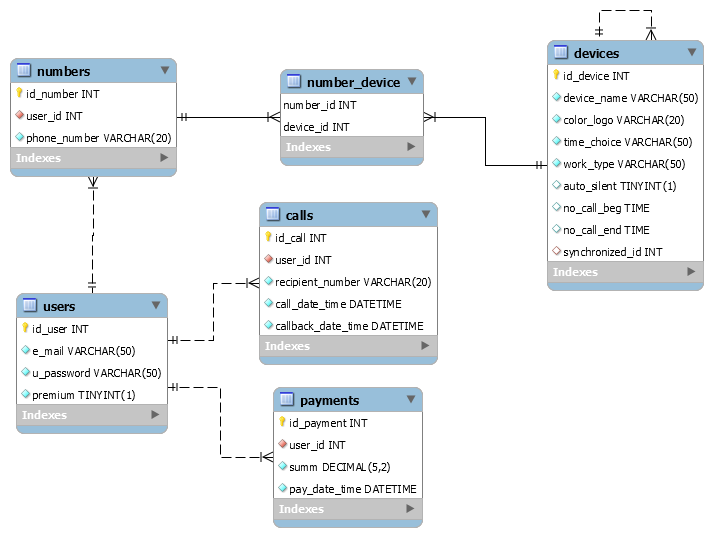 numbers
id_number INT
user_id INT
phone_number VARCHAR(20)
Indexes
number_device
number_id INT
device_id INT
Indexes
devices
id_device INT
device_name VARCHAR(50)
color_logo VARCHAR(20)
time_choice VARCHAR(50)
work_type VARCHAR(50)
auto_silent TINYINT(1)
no_call_beg TIME
no_call_end TIME
synchronized_id INT
Indexes
calls
id_call INT
user_id INT
recipient_number VARCHAR(20)
call_date_time DATETIME
callback_date_time DATETIME
Indexes
users
id_user INT
e_mail VARCHAR(50)
u_password VARCHAR(50)
premium TINYINT(1)
Indexes
payments
id_payment INT
user_id INT
summ DECIMAL(5,2)
pay_date_time DATETIME
Indexes